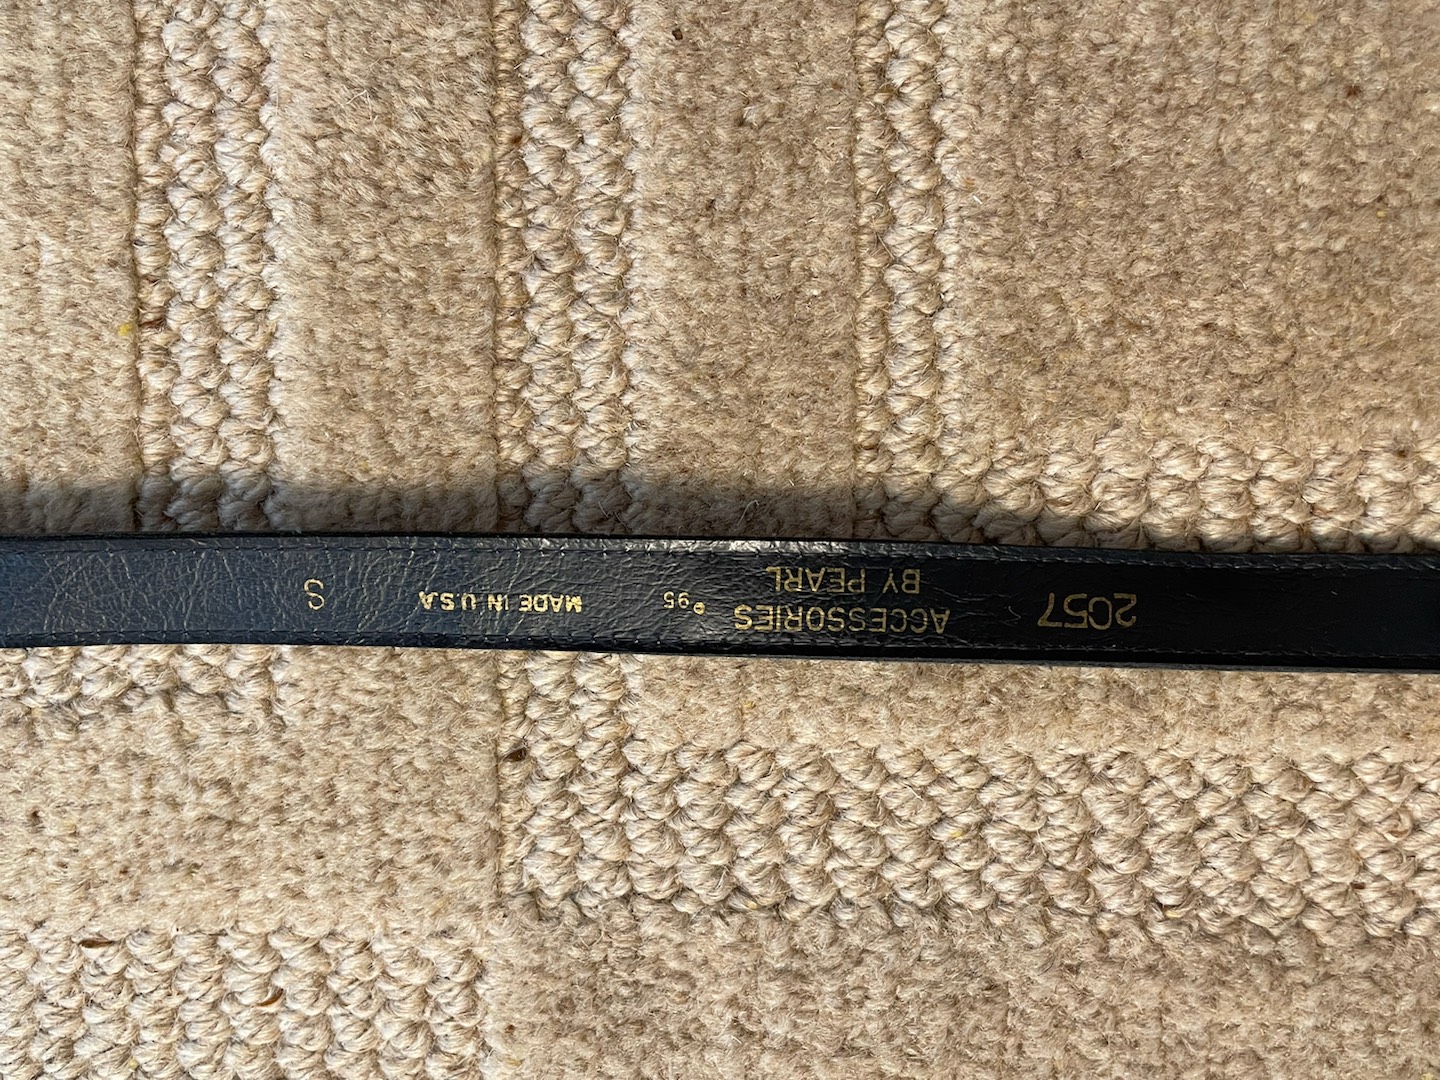 2057
ACCESSORIES
BY PEARL
©95
MADE IN U.S.A
S